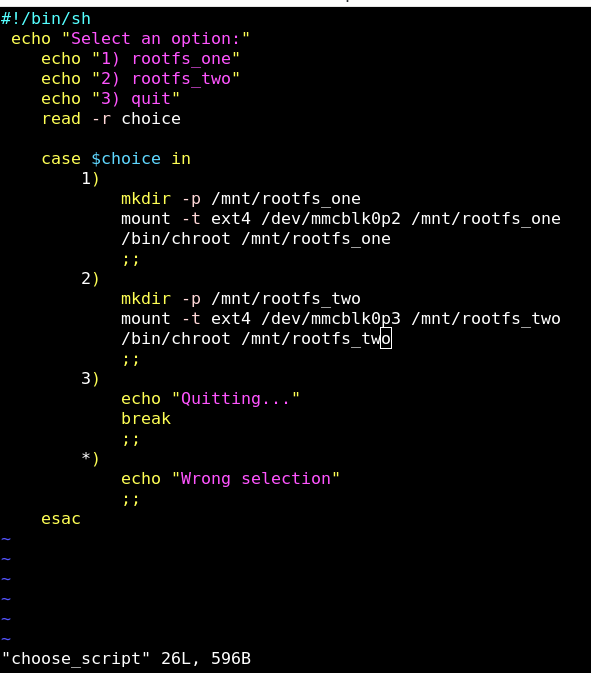 #!/bin/sh
 echo "Select an option:"
    echo "1) rootfs_one"
    echo "2) rootfs_two"
    echo "3) quit"
    read -r choice

    case $choice in
        1)
            mkdir -p /mnt/rootfs_one
            mount -t ext4 /dev/mmcblk0p2 /mnt/rootfs_one
            /bin/chroot /mnt/rootfs_one
            ;;
        2)
            mkdir -p /mnt/rootfs_two
            mount -t ext4 /dev/mmcblk0p3 /mnt/rootfs_two
            /bin/chroot /mnt/rootfs_two
            ;;
        3)
            echo "Quitting..."
            break
            ;;
        *)
            echo "Wrong selection"
            ;;
    esac
~
~
~
~
~
~
"choose_script" 26L, 596B